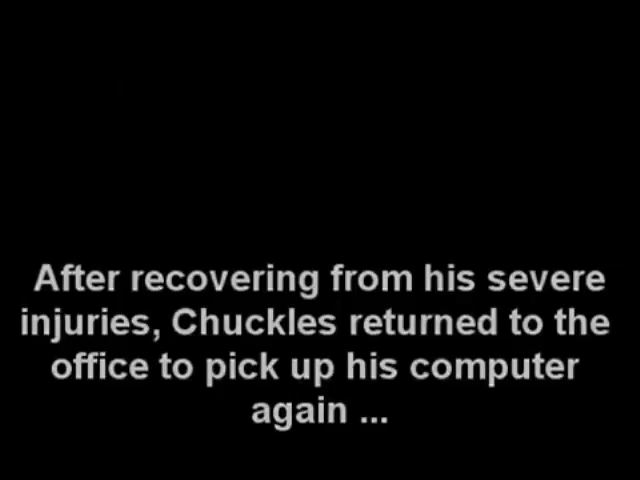 After recovering from his severe
injuries, Chuckles returned to the
office to pick up his computer
again ...